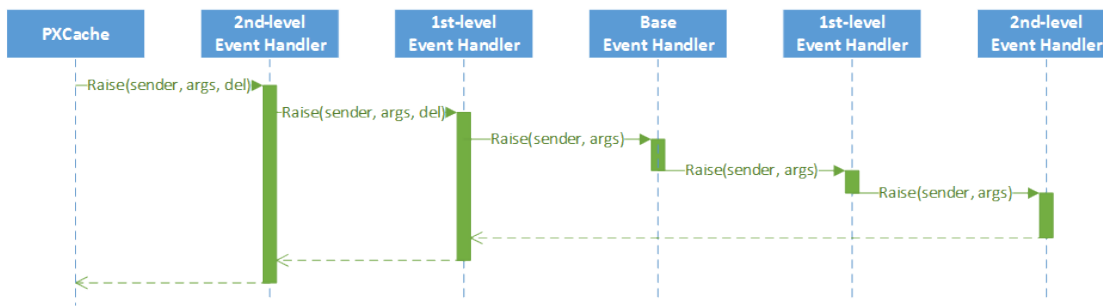 PXCache
2nd-level
Event Handler
1st-level
Event Handler
Base
Event Handler
1st-level
Event Handler
2nd-level
Event Handler
Raise(sender, args, del)
Raise(sender, args, del)
Raise(sender, args)
Raise(sender, args)
Raise(sender, args)